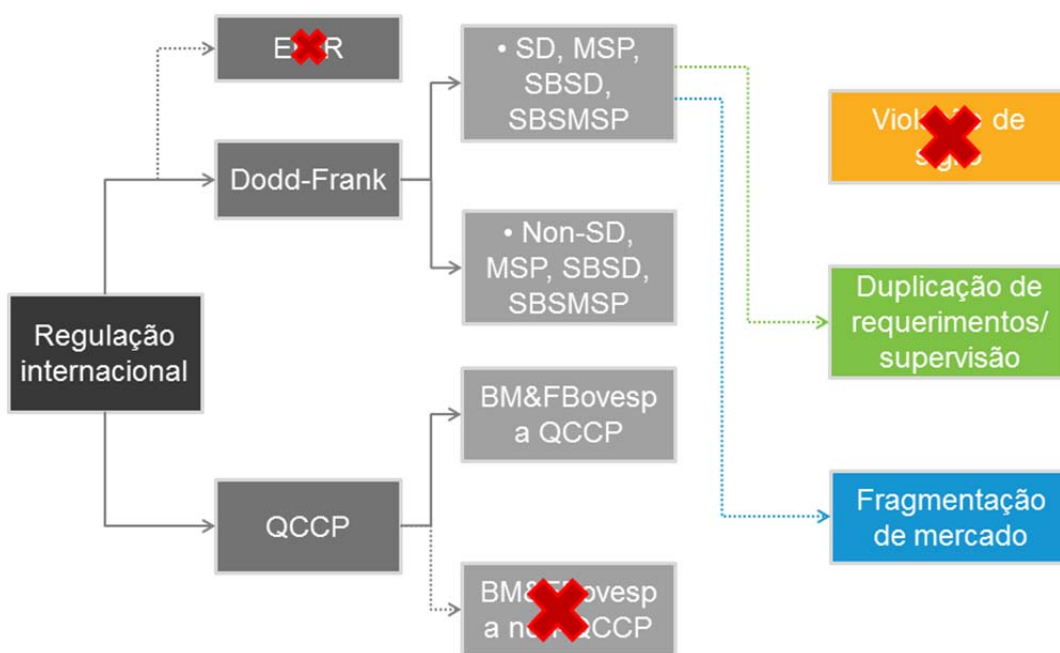 • SD, MSP,
SBSD,
SBSMSP
de
Dodd-Frank
• Non-SD,
MSP, SBSD,
SBSMSP
Duplicação de
requerimentos/
supervisão
Regulação
internacional
BM&FBovesp
a QCCP
QCCP
Fragmentação
de mercado
a